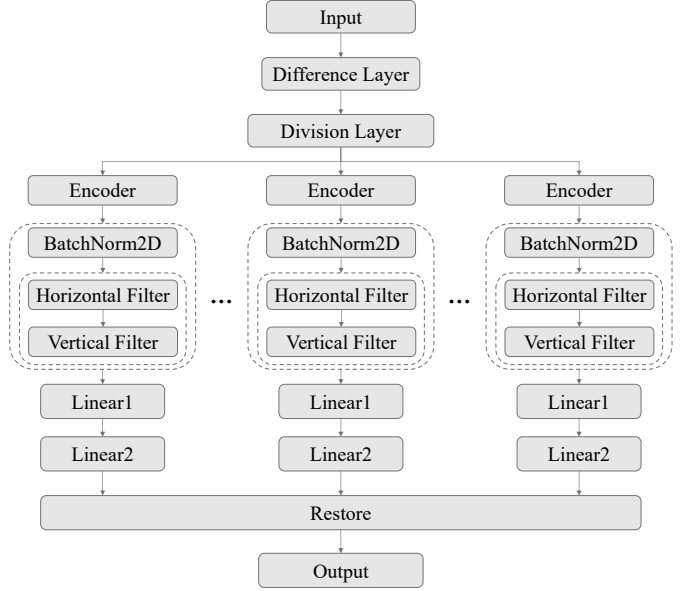 Input
Difference Layer
Division Layer
Encoder Encoder Encoder
BatchNorm2D BatchNorm2D BatchNorm2D
Horizontal Filter ... Horizontal Filter ... Horizontal Filter
Vertical Filter Vertical Filter Vertical Filter
Linear1 Linear1 Linear1
Linear2 Linear2 Linear2
Restore
Output